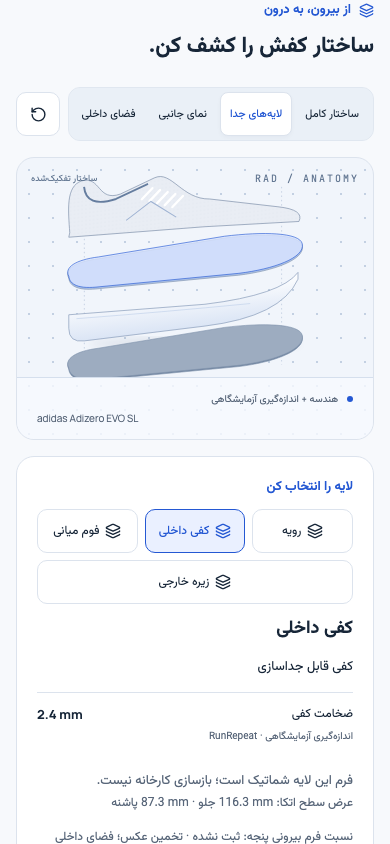 از بیرون، به درون
ساختار کفش را کشف کن.
ساختار کامل
لایه‌های جدا
نمای جانبی
فضای داخلی
RAD / ANATOMY
ساختار تفکیک‌شده
هندسه + اندازه‌گیری آزمایشگاهی
adidas Adizero EVO SL
لایه را انتخاب کن
رویه
کفی داخلی
فوم میانی
زیره خارجی
کفی داخلی
کفی قابل جداسازی
ضخامت کفی
2.4 mm
اندازه‌گیری آزمایشگاهی · RunRepeat
فرم این لایه شماتیک است؛ بازسازی کارخانه نیست.
عرض سطح اتکا: 116.3 mm جلو · 87.3 mm پاشنه
نسبت فرم بیرونی پنجه: ثبت نشده · تخمین عکس؛ فضای داخلی